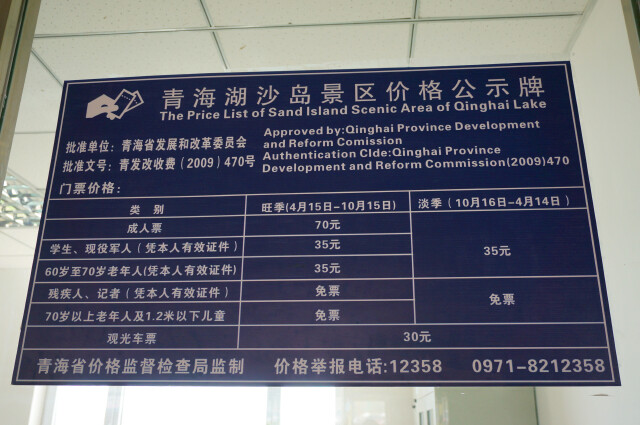 青海湖沙岛景区价格公示牌
The Price List of Sand Island Scenic Area of Qinghai Lake
批准单位：青海省发展和改革委员会
批准文号：青发改收费（2009）470号
Approved by:Qinghai Province Development
and Reform Comission
Authentication Clde:Qinghai Province
Development and Reform Commission(2009)470
门票价格：
类 别 旺季(4月15日-10月15日) 淡季（10月16日-4月14日）
成人票 70元
学生、现役军人（凭本人有效证件） 35元 35元
60岁至70岁老年人(凭本人有效证件) 35元
残疾人、记者（凭本人有效证件） 免票 免票
70岁以上老年人及1.2米以下儿童 免票
观光车票 30元
青海省价格监督检查局监制 价格举报电话:12358 0971-8212358